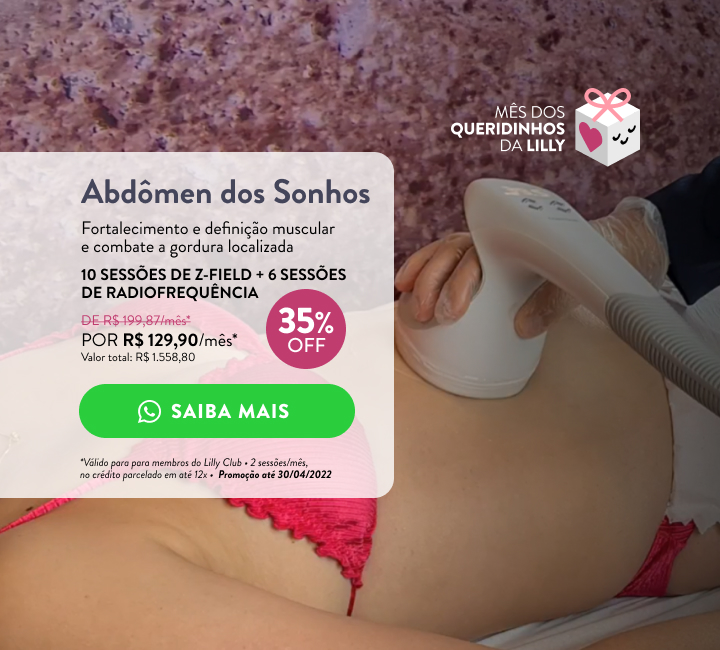 MÊS DOS
QUERIDINHOS
DA LILLY
Abdômen dos Sonhos
Fortalecimento e definição muscular
e combate a gordura localizada
10 SESSÕES DE Z-FIELD + 6 SESSÕES
DE RADIOFREQUÊNCIA
DE R$ 199,87/mês*
POR R$ 129,90/mês*
Valor total: R$ 1.558,80
35%
OFF
SAIBA MAIS
*Válido para para membros do Lilly Club • 2 sessões/mês,
no crédito parcelado em até 12x • Promoção até 30/04/2022